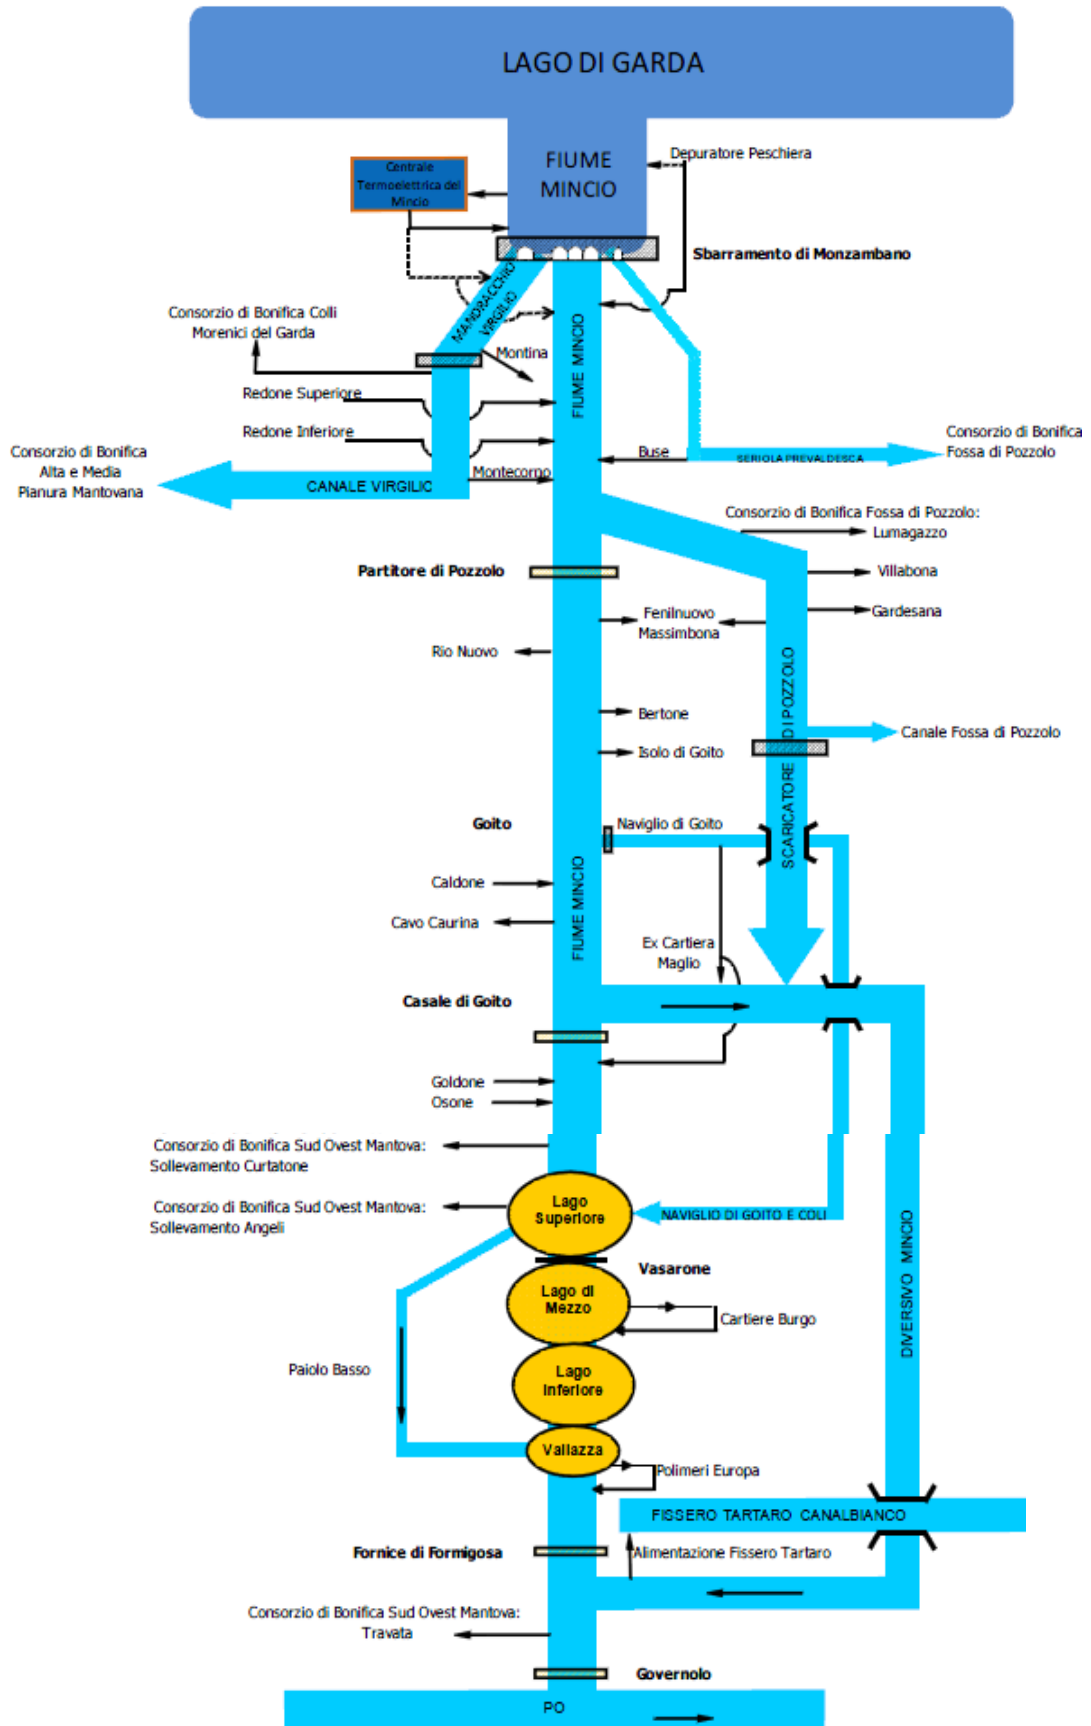 LAGO DI GARDA
FIUME
MINCIO
Depuratore Peschiera
Centrale
Termoelettrica del
Mincio
Sbarramento di Monzambano
MANDRACCHIO
VIRGILIO
Consorzio di Bonifica Colli
Morenici del Garda
Montina
FIUME MINCIO
Redone Superiore
Redone Inferiore
Consorzio di Bonifica
Alta e Media
Pianura Mantovana
CANALE VIRGILIO
Montecorno
Buse
SERIOLA PREVALDESCA
Consorzio di Bonifica
Fossa di Pozzolo
Consorzio di Bonifica Fossa di Pozzolo:
Lumagazzo
Partitore di Pozzolo
Villabona
Fenilnuovo
Massimbona
Gardesana
Rio Nuovo
SCARICATORE DI POZZOLO
Bertone
Isolo di Goito
Canale Fossa di Pozzolo
Goito
Naviglio di Goito
Caldone
FIUME MINCIO
Cavo Caurina
Ex Cartiera
Maglio
Casale di Goito
Goldone
Osone
Consorzio di Bonifica Sud Ovest Mantova:
Sollevamento Curtatone
Consorzio di Bonifica Sud Ovest Mantova:
Sollevamento Angeli
Lago
Superiore
NAVIGLIO DI GOITO E COLI
Vasarone
DIVERSIVO MINCIO
Lago di
Mezzo
Cartiere Burgo
Paiolo Basso
Lago
Inferiore
Vallazza
Polimeri Europa
FISSERO TARTARO CANALBIANCO
Fornice di Formigosa
Alimentazione Fissero Tartaro
Consorzio di Bonifica Sud Ovest Mantova:
Travata
Governolo
PO